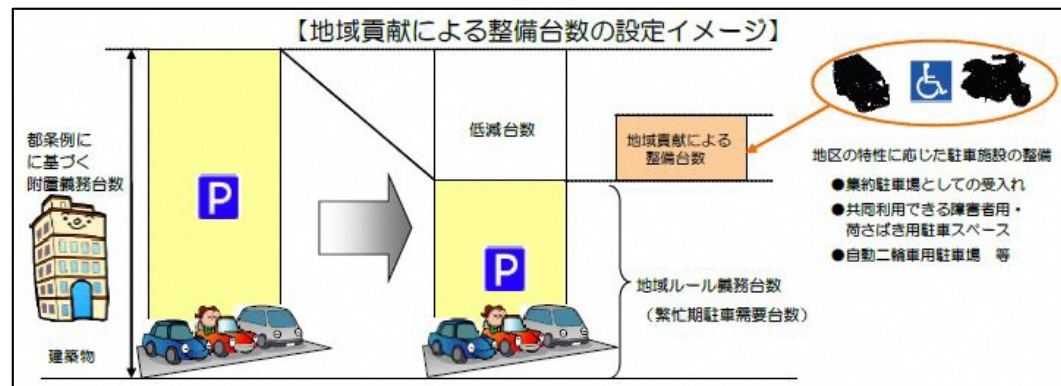 【地域貢献による整備台数の設定イメージ】
都条例に
に基づく
附置義務台数
建築物
P
低減台数
P
地域ルール義務台数
(繁忙期駐車需要台数)
地域貢献による
整備台数
地区の特性に応じた駐車施設の整備
●集約駐車場としての受入れ
●共同利用できる障害者用・
荷さばき用駐車スペース
●自動二輪車用駐車場 等